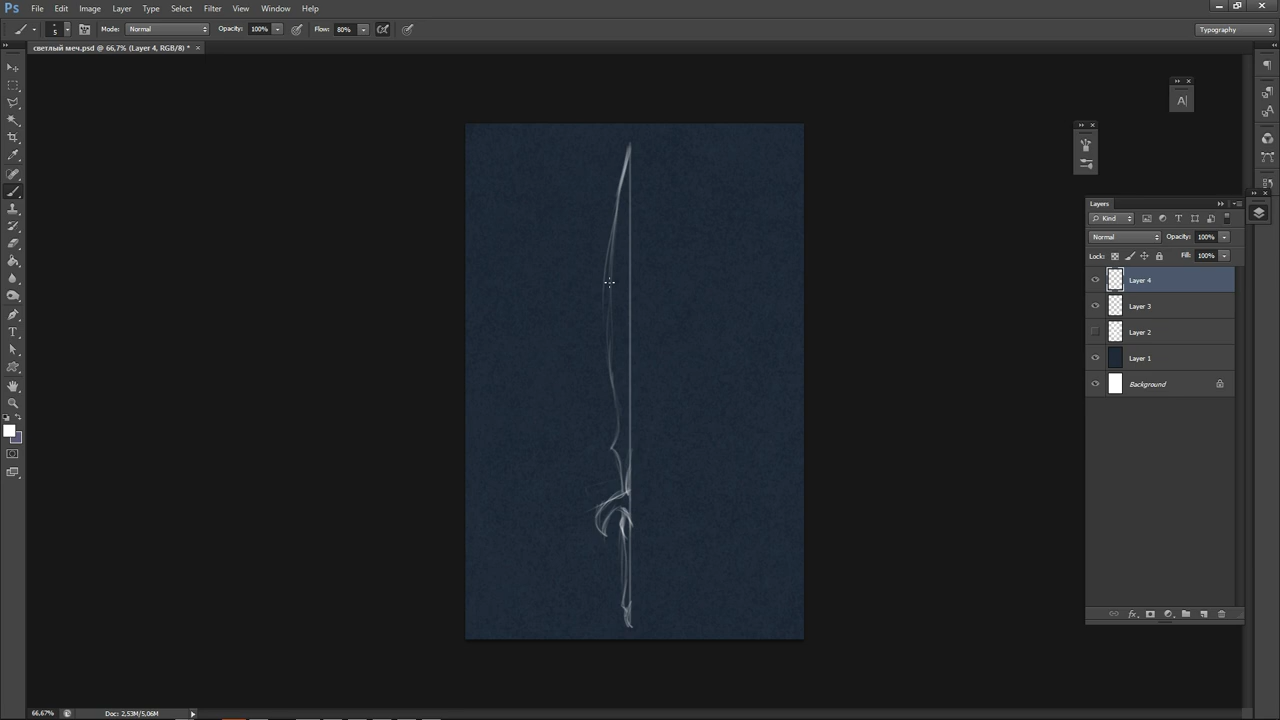 Ps File Edit Image Layer Type Select Filter View Window Help
5 Mode: Normal Opacity: 100% Flow: 80% Typography
светлый меч.psd @ 66,7% (Layer 4, RGB/8) * ×
A|
Layers
Kind T
Normal Opacity: 100%
Lock: Fill: 100%
Layer 4
Layer 3
Layer 2
Layer 1
Background
fx
66,67% Doc: 2,53M/5,06M